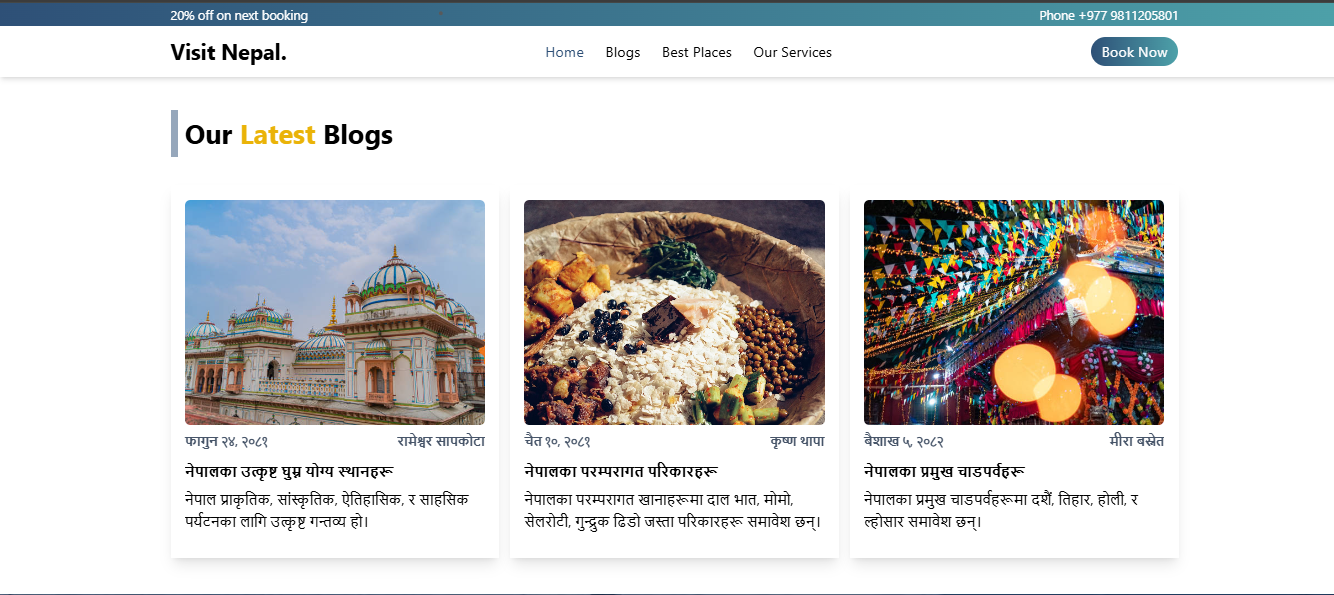 20% off on next booking
Phone +977 9811205801
Visit Nepal.
Home
Blogs
Best Places
Our Services
Book Now
Our Latest Blogs
फागुन २४, २०८१
रामेश्वर सापकोटा
नेपालका उत्कृष्ट घुम्न योग्य स्थानहरू
नेपाल प्राकृतिक, सांस्कृतिक, ऐतिहासिक, र साहसिक
पर्यटनका लागि उत्कृष्ट गन्तव्य हो।
चैत १०, २०८१
कृष्ण थापा
नेपालका परम्परागत परिकारहरू
नेपालका परम्परागत खानाहरूमा दाल भात, मोमो,
सेलरोटी, गुन्द्रुक ढिडो जस्ता परिकारहरू समावेश छन्।
बैशाख ५, २०८२
मीरा बस्नेत
नेपालका प्रमुख चाडपर्वहरू
नेपालका प्रमुख चाडपर्वहरूमा दशैं, तिहार, होली, र
ल्होसार समावेश छन्।